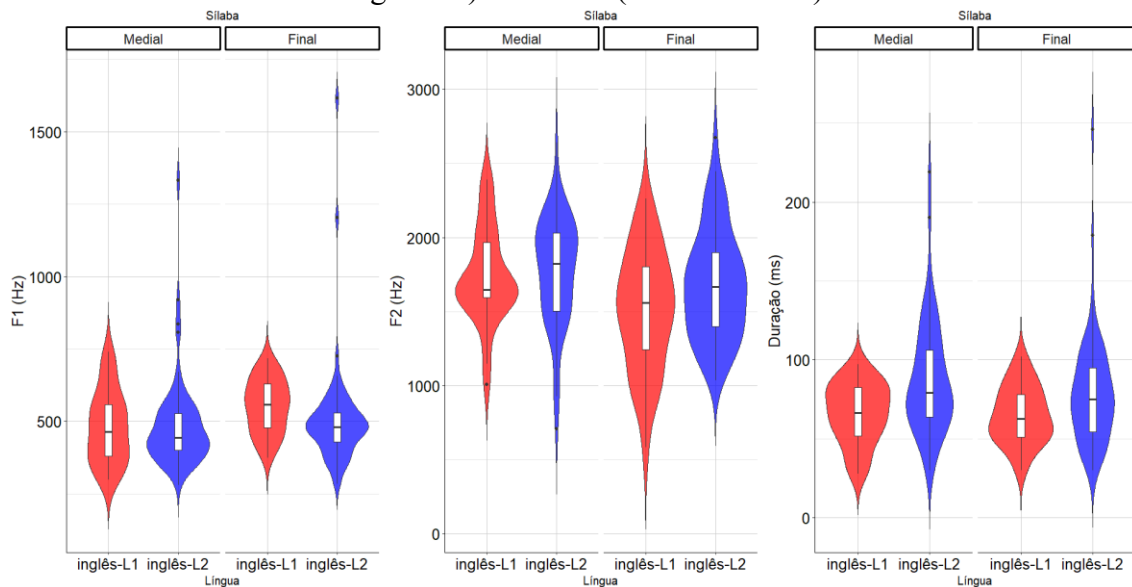 Sílaba
Medial Final
F1 (Hz)
1500
1000
500
inglês-L1 inglês-L2 inglês-L1 inglês-L2
Língua
Sílaba
Medial Final
F2 (Hz)
3000
2000
1000
0
inglês-L1 inglês-L2 inglês-L1 inglês-L2
Língua
Sílaba
Medial Final
Duração (ms)
200
100
0
inglês-L1 inglês-L2 inglês-L1 inglês-L2
Língua